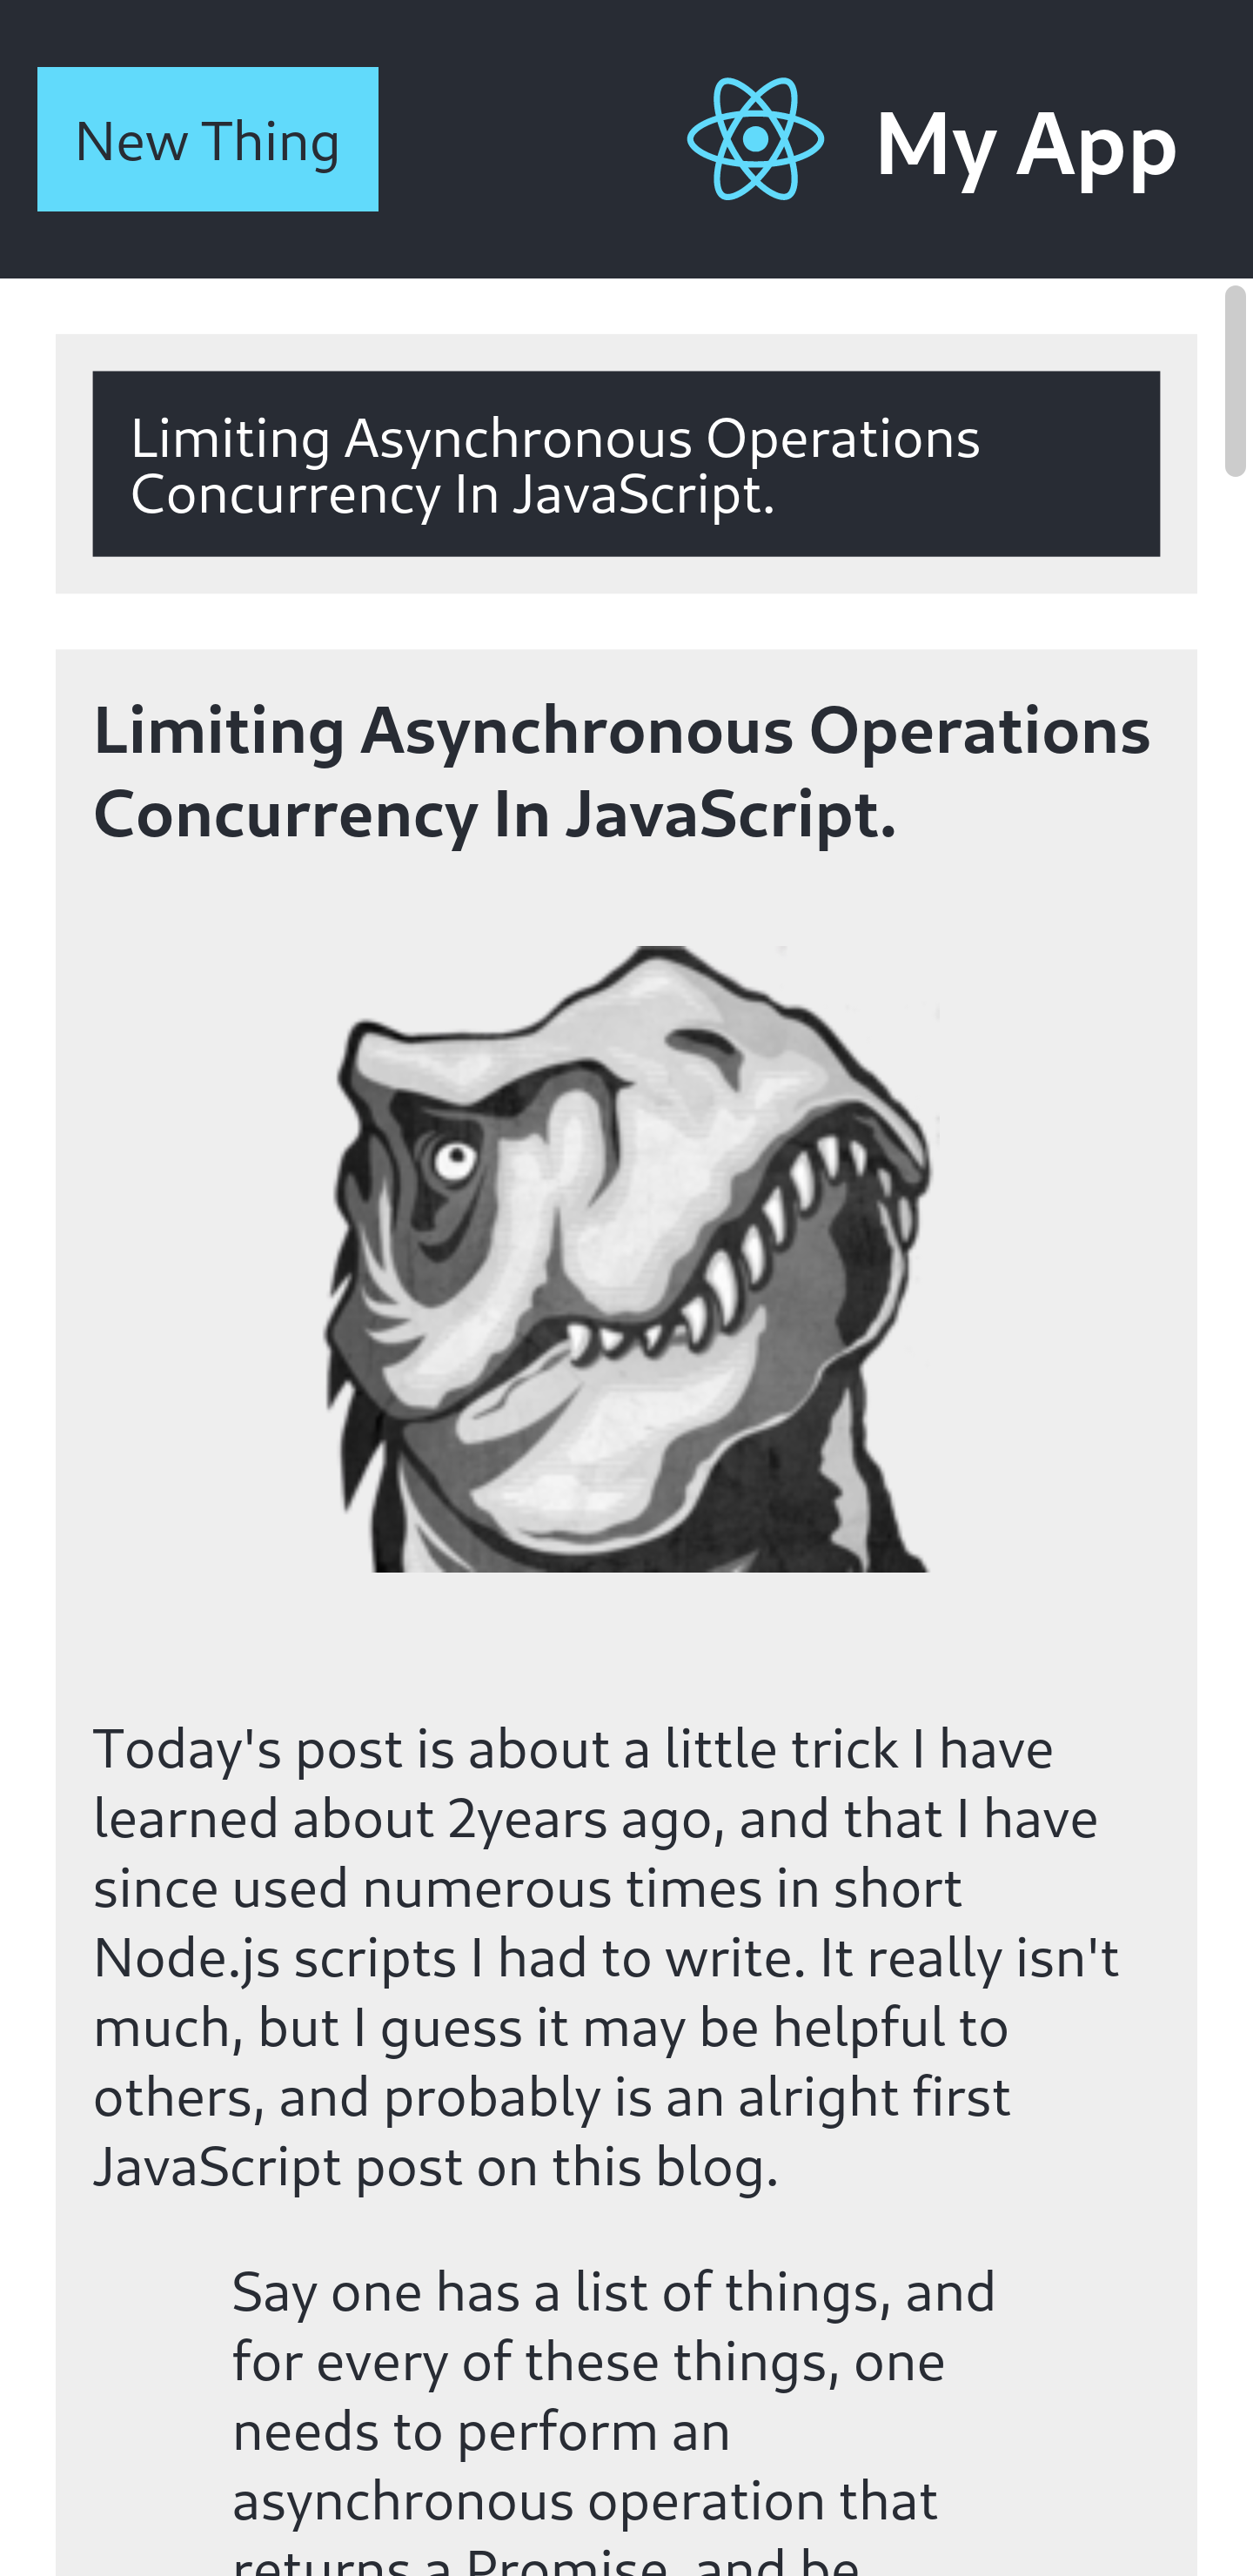 New Thing
My App
Limiting Asynchronous Operations
Concurrency In JavaScript.
Limiting Asynchronous Operations
Concurrency In JavaScript.
Today's post is about a little trick I have
learned about 2years ago, and that I have
since used numerous times in short
Node.js scripts I had to write. It really isn't
much, but I guess it may be helpful to
others, and probably is an alright first
JavaScript post on this blog.
Say one has a list of things, and
for every of these things, one
needs to perform an
asynchronous operation that
returns a Promise, and be